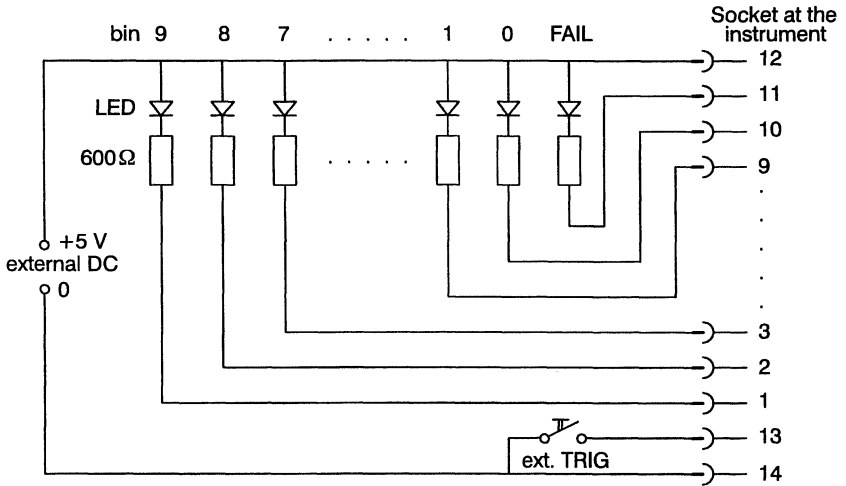 Socket at the
instrument
bin 9 8 7 . . . . . 1 0 FAIL
12
11
LED
10
600Ω
. . . . .
9
+5 V
external DC
0
3
2
1
13
ext. TRIG
14